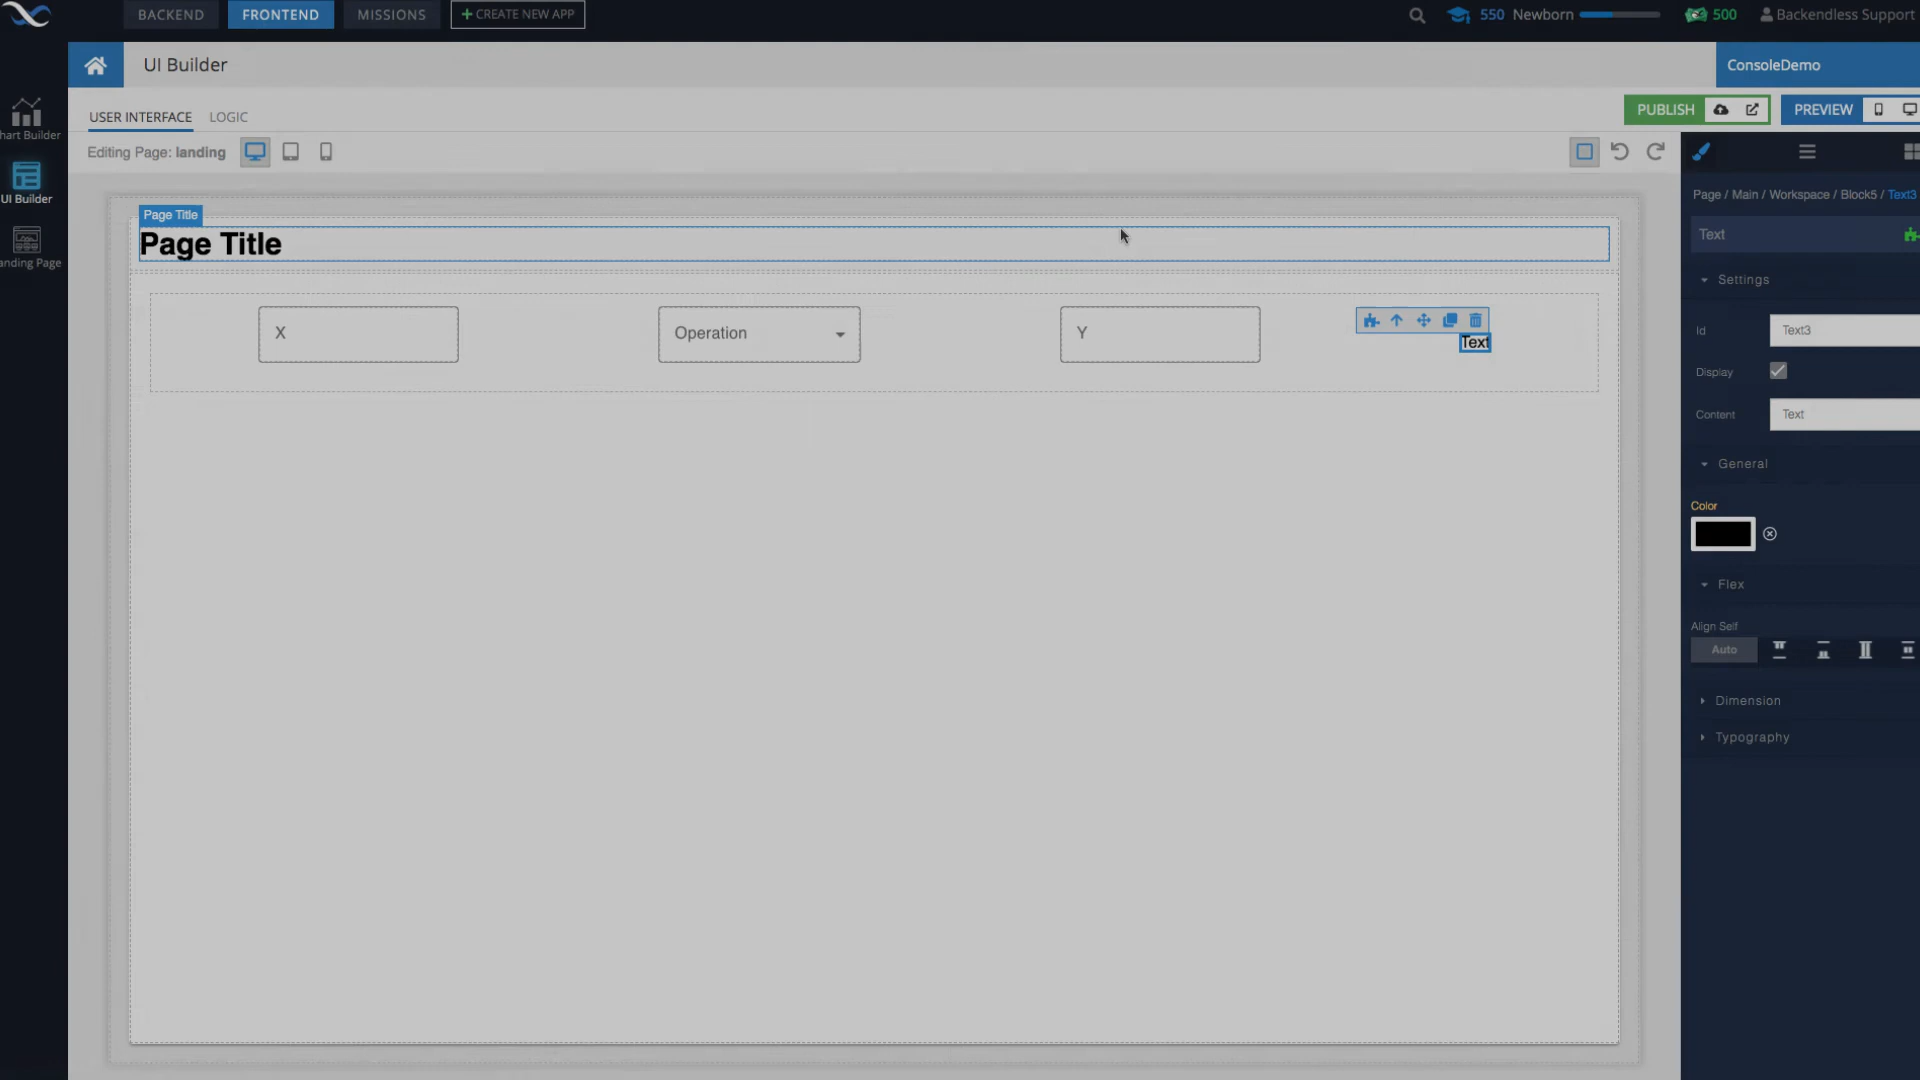 BACKEND FRONTEND MISSIONS + CREATE NEW APP 550 Newborn 500 Backendless Support
UI Builder ConsoleDemo
USER INTERFACE LOGIC PUBLISH PREVIEW
Editing Page: landing
hart Builder
UI Builder
anding Page
Page Title
Page Title
X Operation Y
Text
Page / Main / Workspace / Block5 / Text3
Text
Settings
Id Text3
Display
Content Text
General
Color
Flex
Align Self
Auto
Dimension
Typography